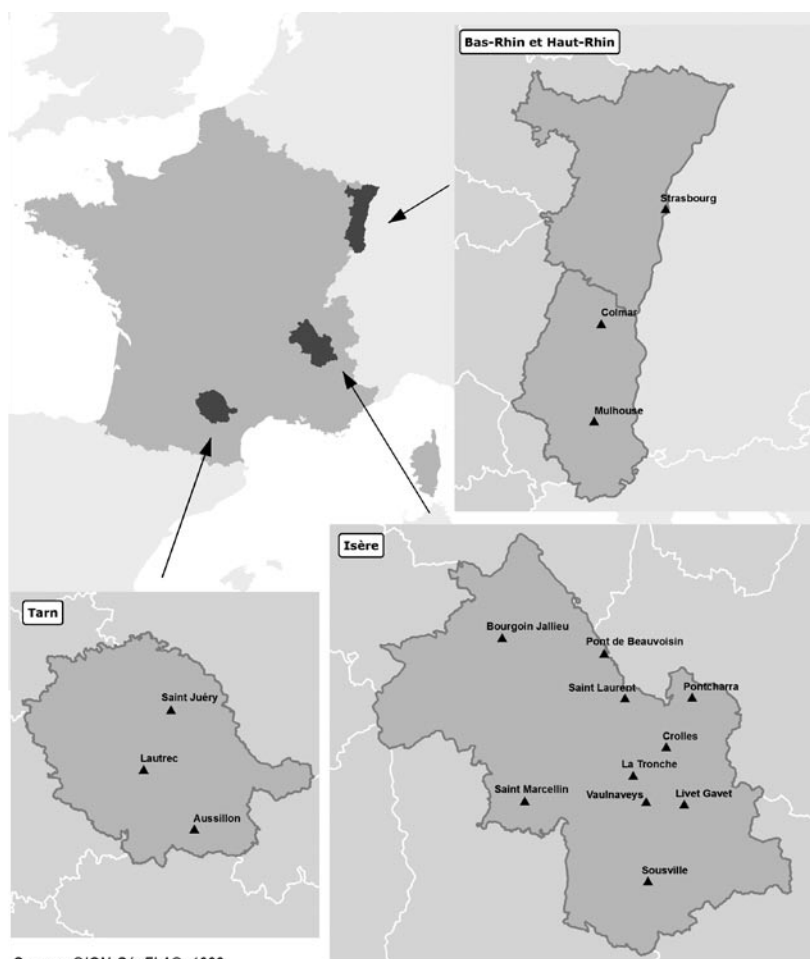 Bas-Rhin et Haut-Rhin
Strasbourg
Colmar
Mulhouse
Isère
Bourgoin Jallieu
Pont de Beauvoisin
Saint Laurent
Pontcharra
Crolles
La Tronche
Saint Marcellin
Vaulnaveys
Livet Gavet
Sousville
Tarn
Saint Juéry
Lautrec
Aussillon